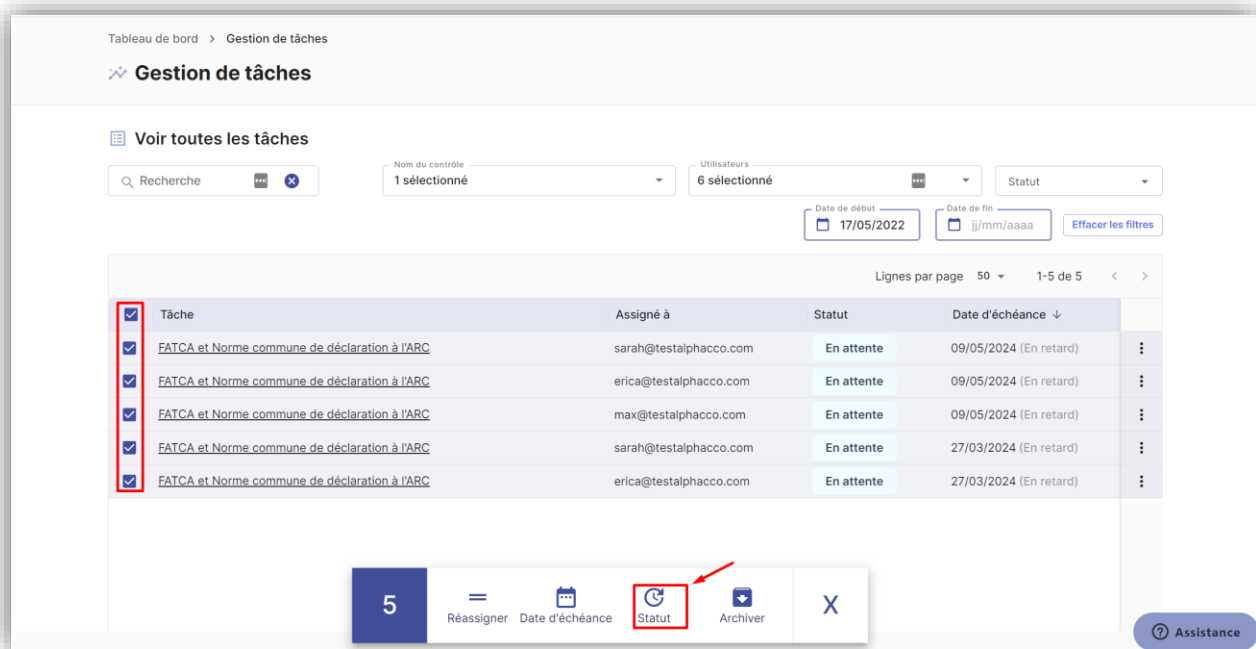 Tableau de bord > Gestion de tâches
Gestion de tâches
Voir toutes les tâches
Nom du contrôle
Utilisateurs
Recherche
1 sélectionné
6 sélectionné
Statut
Date de début
Date de fin
17/05/2022
jj/mm/aaaa
Effacer les filtres
Lignes par page 50 1-5 de 5 < >
Tâche Assigné à Statut Date d'échéance ↓
FATCA et Norme commune de déclaration à l'ARC sarah@testalphacco.com En attente 09/05/2024 (En retard)
FATCA et Norme commune de déclaration à l'ARC erica@testalphacco.com En attente 09/05/2024 (En retard)
FATCA et Norme commune de déclaration à l'ARC max@testalphacco.com En attente 09/05/2024 (En retard)
FATCA et Norme commune de déclaration à l'ARC sarah@testalphacco.com En attente 27/03/2024 (En retard)
FATCA et Norme commune de déclaration à l'ARC erica@testalphacco.com En attente 27/03/2024 (En retard)
5
Réassigner
Date d'échéance
Statut
Archiver
X
Assistance